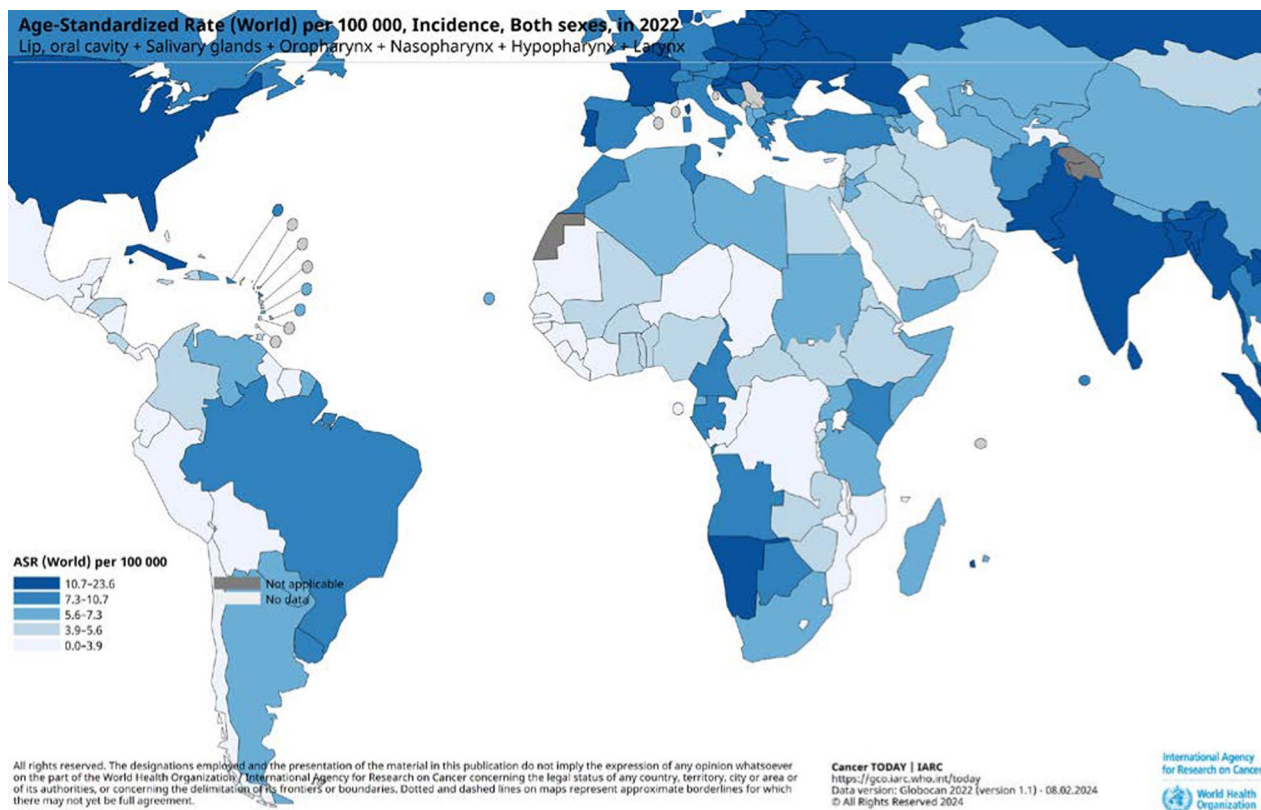 Age-Standardized Rate (World) per 100 000, Incidence, Both sexes, in 2022
Lip, oral cavity + Salivary glands + Oropharynx + Nasopharynx + Hypopharynx + Larynx
ASR (World) per 100 000
10.7–23.6
7.3–10.7
5.6–7.3
3.9–5.6
0.0–3.9
Not applicable
No data
All rights reserved. The designations employed and the presentation of the material in this publication do not imply the expression of any opinion whatsoever
on the part of the World Health Organization / International Agency for Research on Cancer concerning the legal status of any country, territory, city or area or
of its authorities, or concerning the delimitation of its frontiers or boundaries. Dotted and dashed lines on maps represent approximate borderlines for which
there may not yet be full agreement.
Cancer TODAY | IARC
https://gco.iarc.who.int/today
Data version: Globocan 2022 (version 1.1) - 08.02.2024
© All Rights Reserved 2024
International Agency
for Research on Cancer
World Health
Organization